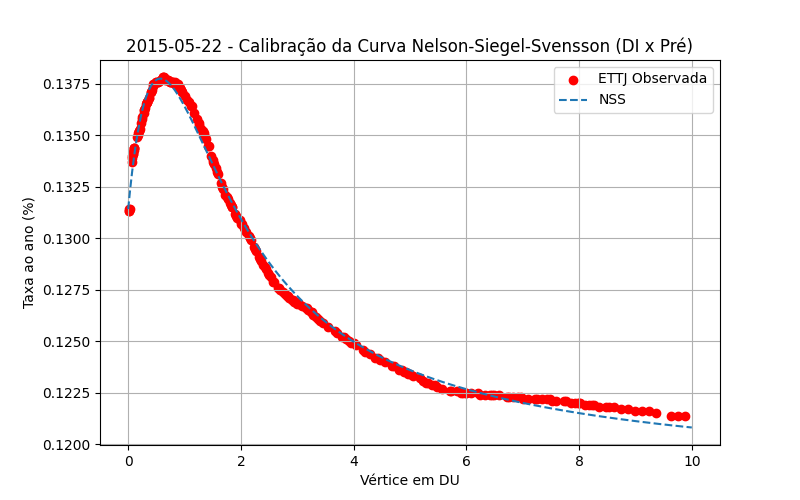 2015-05-22 - Calibração da Curva Nelson-Siegel-Svensson (DI x Pré)
ETTJ Observada
NSS
Taxa ao ano (%)
0.1375
0.1350
0.1325
0.1300
0.1275
0.1250
0.1225
0.1200
0 2 4 6 8 10
Vértice em DU